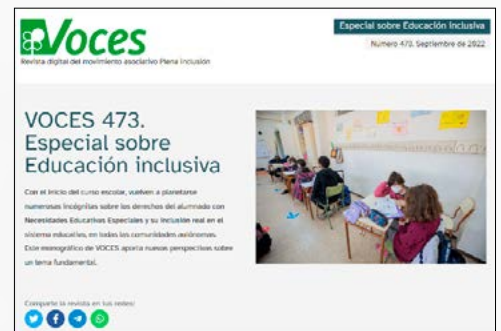 Voces
Revista digital del movimiento asociativo Plena inclusión
Especial sobre Educación Inclusiva
Número 473. Septiembre de 2022
VOCES 473.
Especial sobre
Educación inclusiva
Con el inicio del curso escolar, vuelven a plantearse
numerosas incógnitas sobre los derechos del alumnado con
Necesidades Educativas Especiales y su inclusión real en el
sistema educativo, en todas las comunidades autónomas.
Este monográfico de VOCES aporta nuevas perspectivas sobre
un tema fundamental.
Comparte la revista en tus redes: